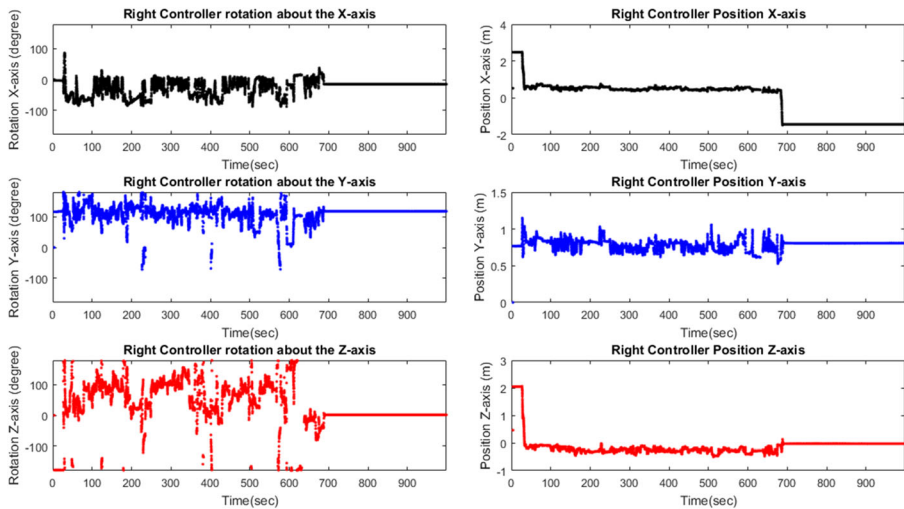 Right Controller rotation about the X-axis
Rotation X-axis (degree)
100
0
-100
0 100 200 300 400 500 600 700 800 900
Time(sec)
Right Controller Position X-axis
Position X-axis (m)
4
2
0
-2
0 100 200 300 400 500 600 700 800 900
Time(sec)
Right Controller rotation about the Y-axis
Rotation Y-axis (degree)
100
0
-100
0 100 200 300 400 500 600 700 800 900
Time(sec)
Right Controller Position Y-axis
Position Y-axis (m)
1.5
1
0.5
0
0 100 200 300 400 500 600 700 800 900
Time(sec)
Right Controller rotation about the Z-axis
Rotation Z-axis (degree)
100
0
-100
0 100 200 300 400 500 600 700 800 900
Time(sec)
Right Controller Position Z-axis
Position Z-axis (m)
3
2
1
0
-1
0 100 200 300 400 500 600 700 800 900
Time(sec)